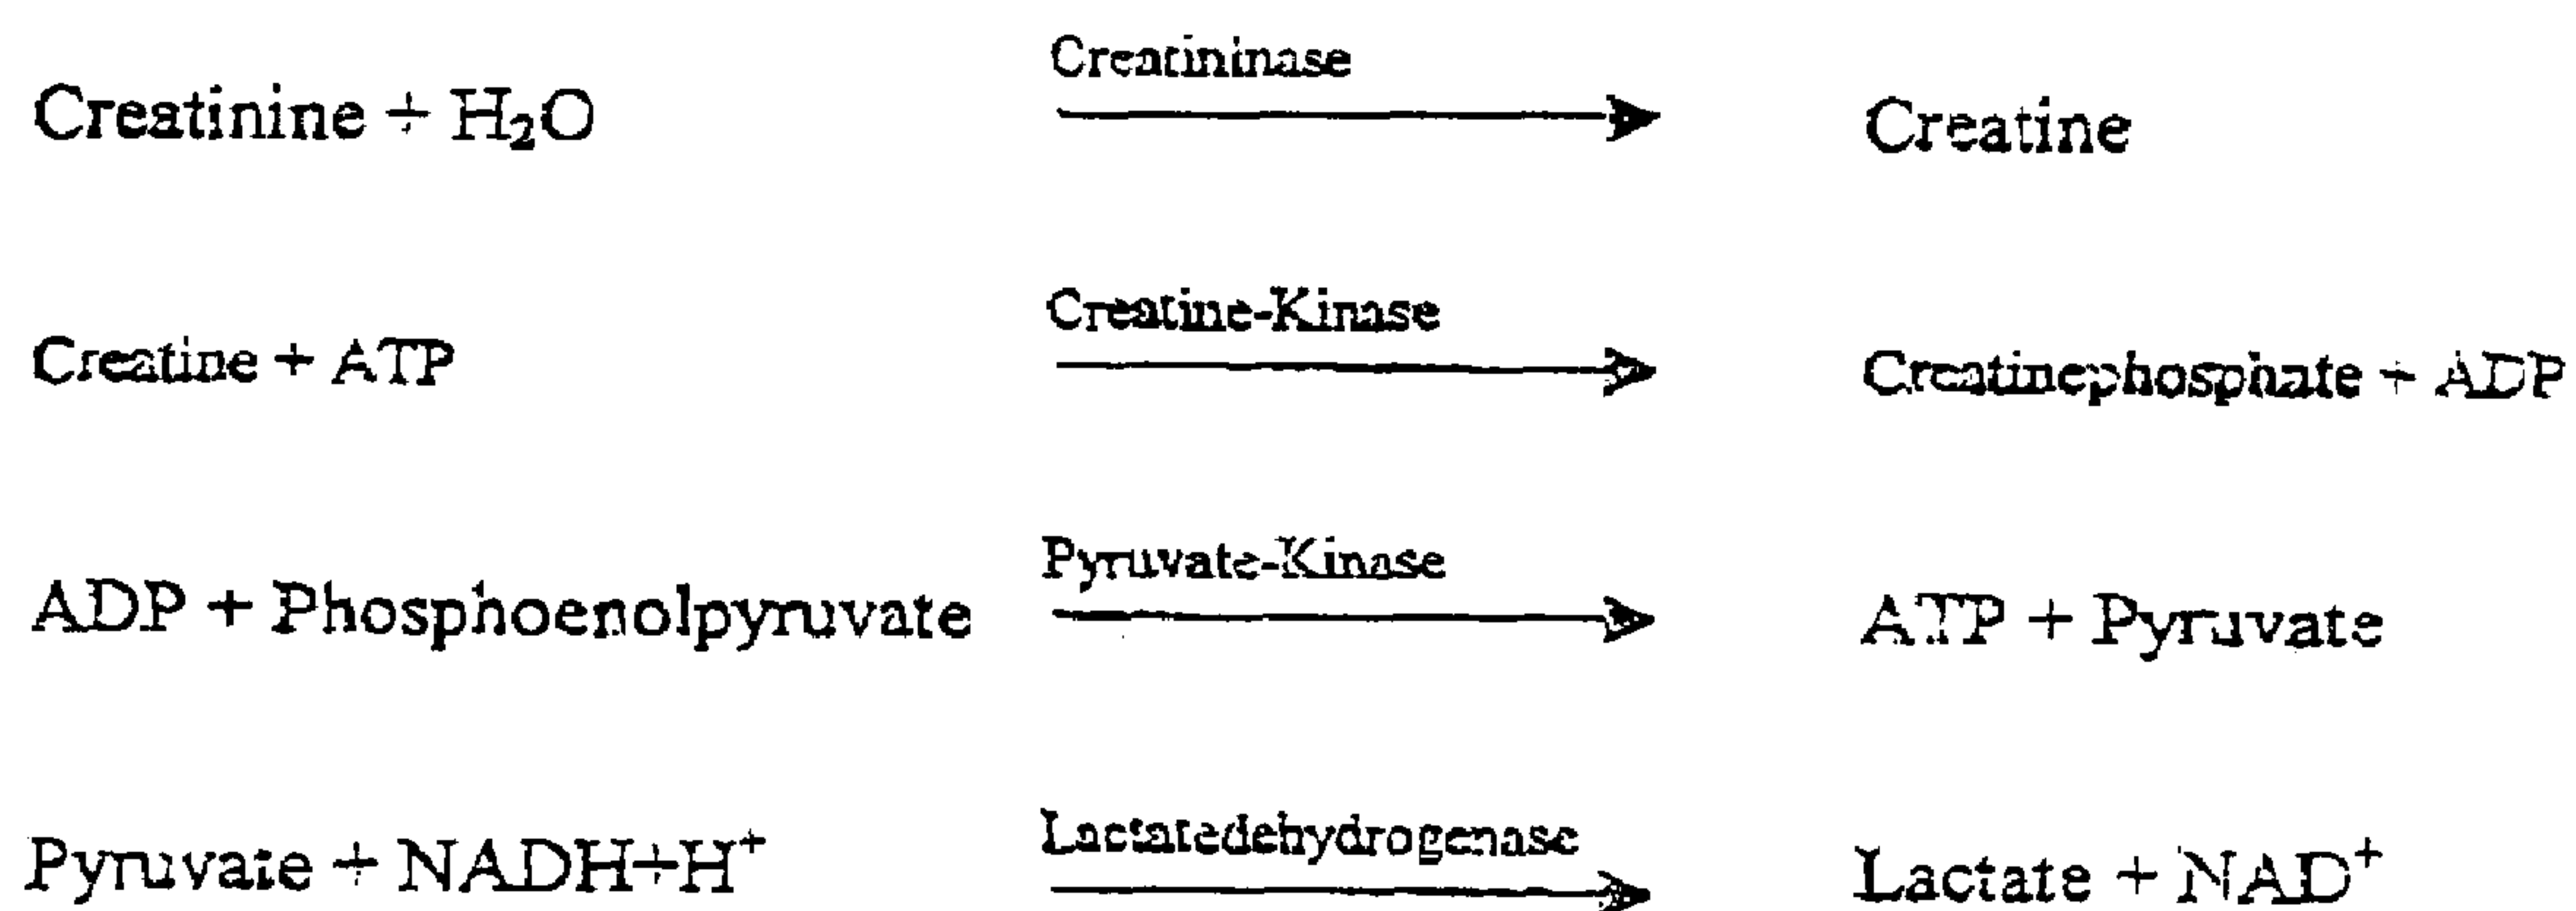 Creatininase
Creatinine + H₂O Creatine
Creatine-Kinase
Creatine + ATP Creatinephosphate + ADP
Pyruvate-Kinase
ADP + Phosphoenolpyruvate ATP + Pyruvate
Lactatedehydrogenase
Pyruvate + NADH+H⁺ Lactate + NAD⁺